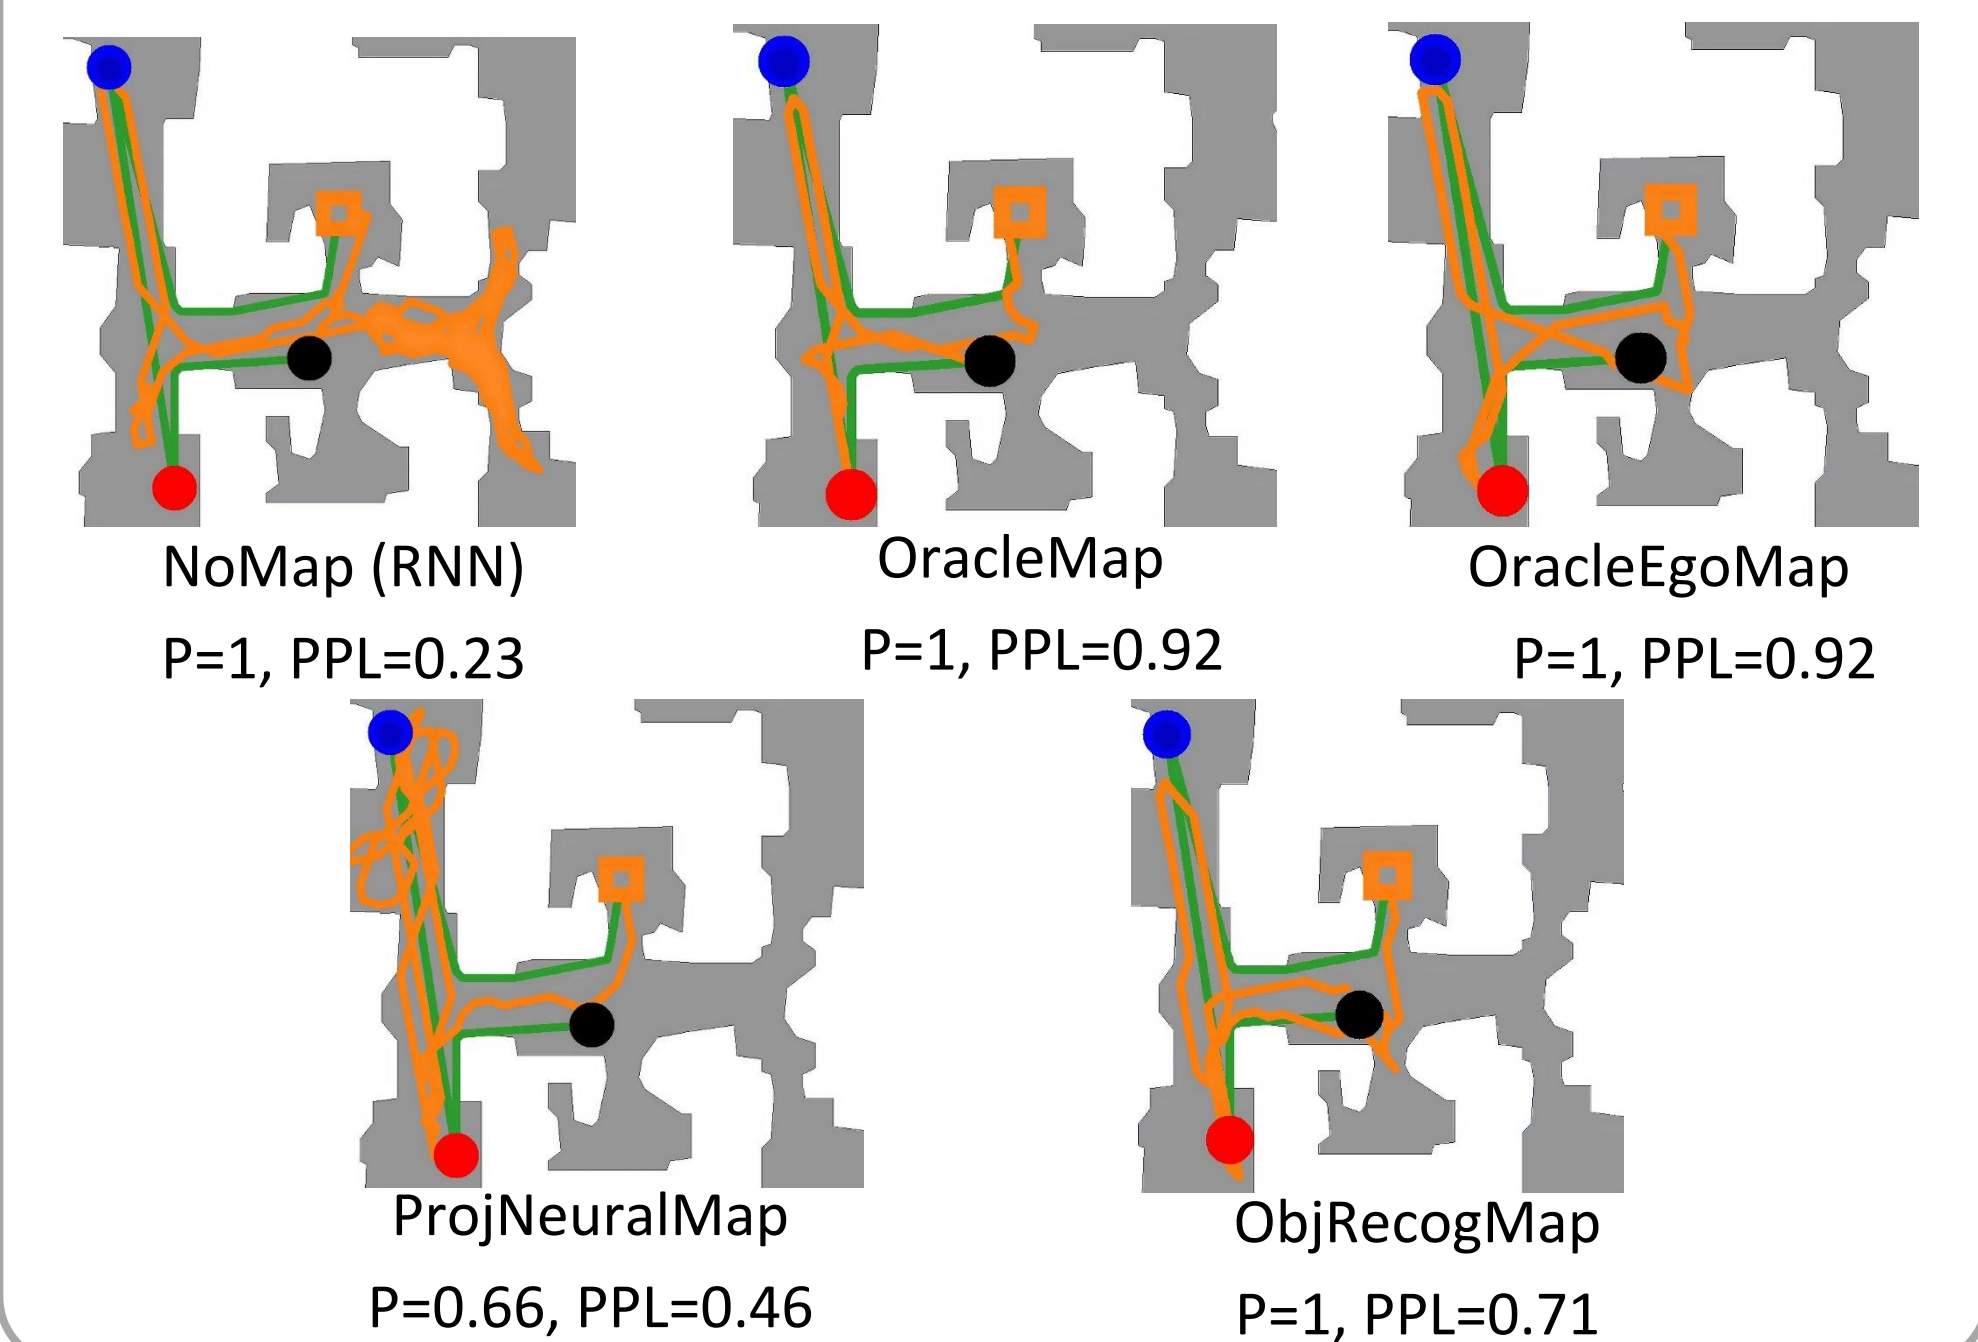 NoMap (RNN)
P=1, PPL=0.23
OracleMap
P=1, PPL=0.92
OracleEgoMap
P=1, PPL=0.92
ProjNeuralMap
P=0.66, PPL=0.46
ObjRecogMap
P=1, PPL=0.71